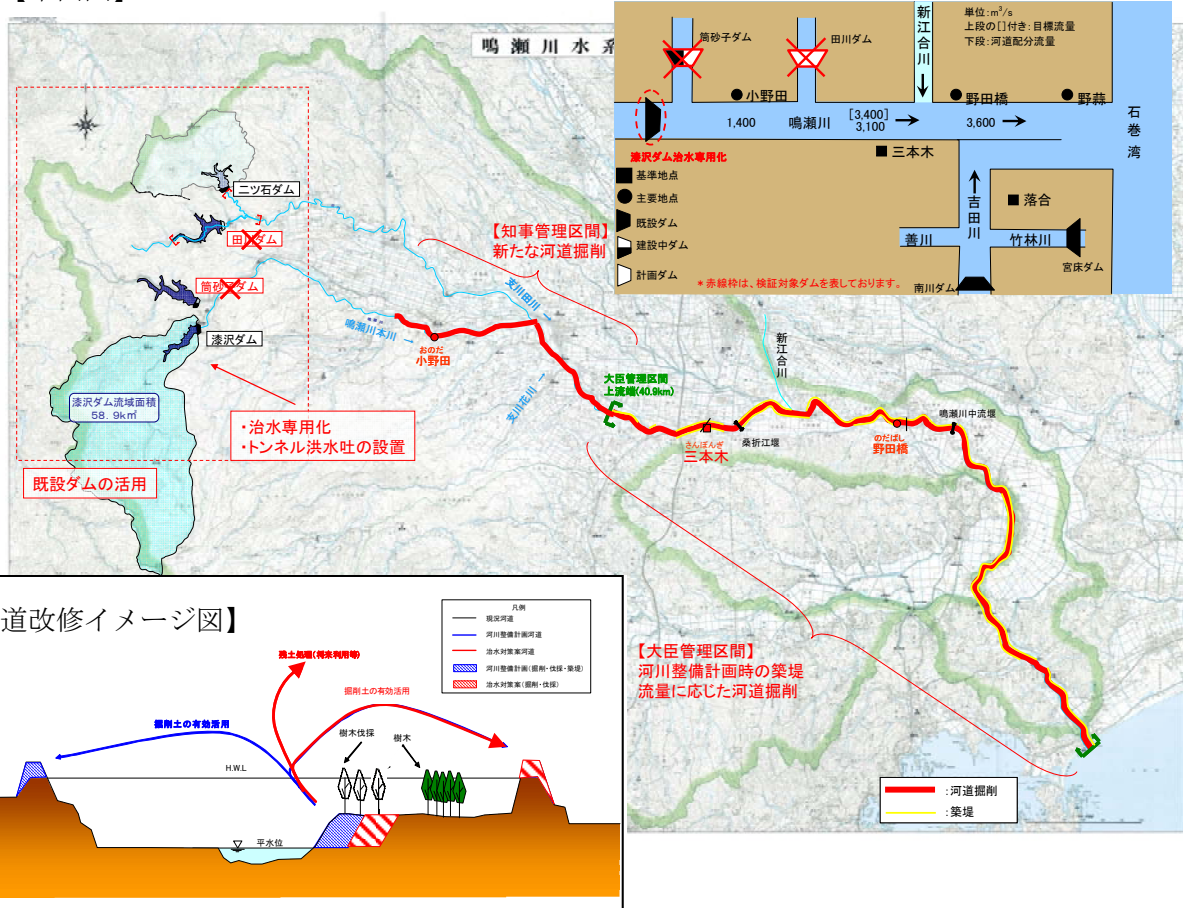 鳴瀬川水系
単位:m³/s
上段の[]付き:目標流量
下段:河道配分流量
新江合川
筒砂子ダム
田川ダム
小野田
野田橋
野蒜
石巻湾
1,400
鳴瀬川
[3,400]
3,100
3,600
漆沢ダム治水専用化
三本木
基準地点
主要地点
既設ダム
建設中ダム
計画ダム
吉田川
落合
善川
竹林川
宮床ダム
南川ダム
*赤線枠は、検証対象ダムを表しております。
二ツ石ダム
田川ダム
筒砂子ダム
漆沢ダム
漆沢ダム流域面積
58.9k㎡
・治水専用化
・トンネル洪水吐の設置
既設ダムの活用
【知事管理区間】
新たな河道掘削
支川田川
鳴瀬川本川
おのだ
小野田
支川花川
大臣管理区間
上流端(40.9km)
新江合川
さんぼんぎ
三本木
桑折江堰
のだばし
野田橋
鳴瀬川中流堰
【大臣管理区間】
河川整備計画時の築堤
流量に応じた河道掘削
:河道掘削
:築堤
道改修イメージ図】
凡例
現況河道
河川整備計画河道
治水対策案河道
河川整備計画(掘削・伐採・築堤)
治水対策案(掘削・伐採)
残土処理(将来利用等)
掘削土の有効活用
掘削土の有効活用
樹木伐採
樹木
H.W.L
平水位